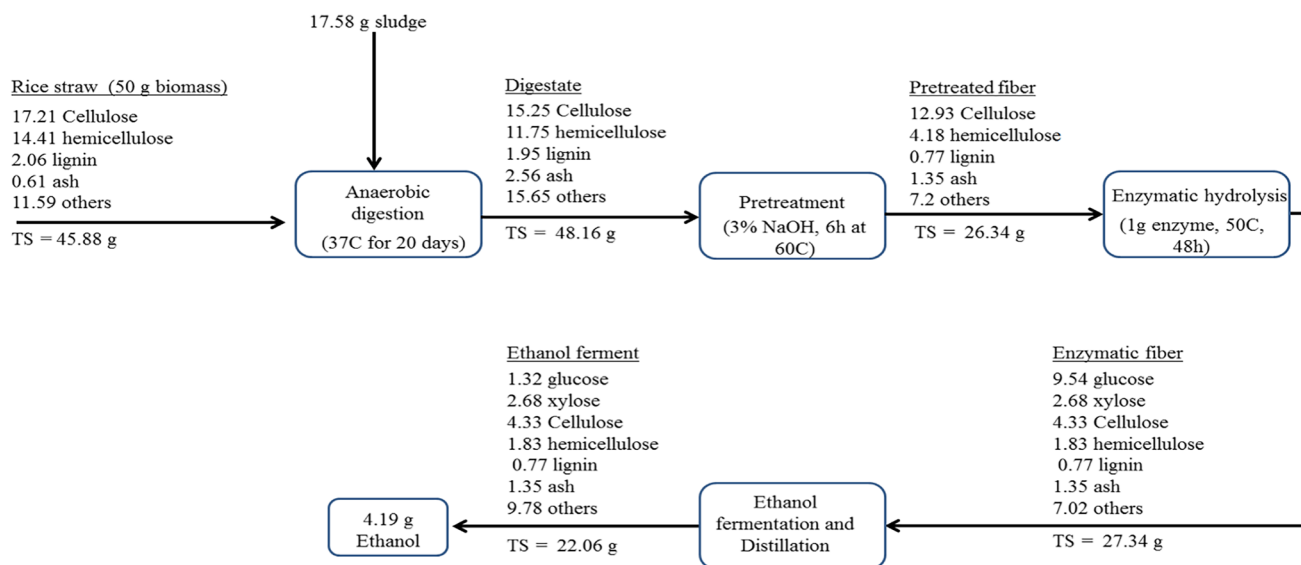 17.58 g sludge
Rice straw (50 g biomass)
17.21 Cellulose
14.41 hemicellulose
2.06 lignin
0.61 ash
11.59 others
TS = 45.88 g
Anaerobic
digestion
(37C for 20 days)
Digestate
15.25 Cellulose
11.75 hemicellulose
1.95 lignin
2.56 ash
15.65 others
TS = 48.16 g
Pretreatment
(3% NaOH, 6h at
60C)
Pretreated fiber
12.93 Cellulose
4.18 hemicellulose
0.77 lignin
1.35 ash
7.2 others
TS = 26.34 g
Enzymatic hydrolysis
(1g enzyme, 50C,
48h)
Enzymatic fiber
9.54 glucose
2.68 xylose
4.33 Cellulose
1.83 hemicellulose
0.77 lignin
1.35 ash
7.02 others
TS = 27.34 g
Ethanol
fermentation and
Distillation
Ethanol ferment
1.32 glucose
2.68 xylose
4.33 Cellulose
1.83 hemicellulose
0.77 lignin
1.35 ash
9.78 others
TS = 22.06 g
4.19 g
Ethanol